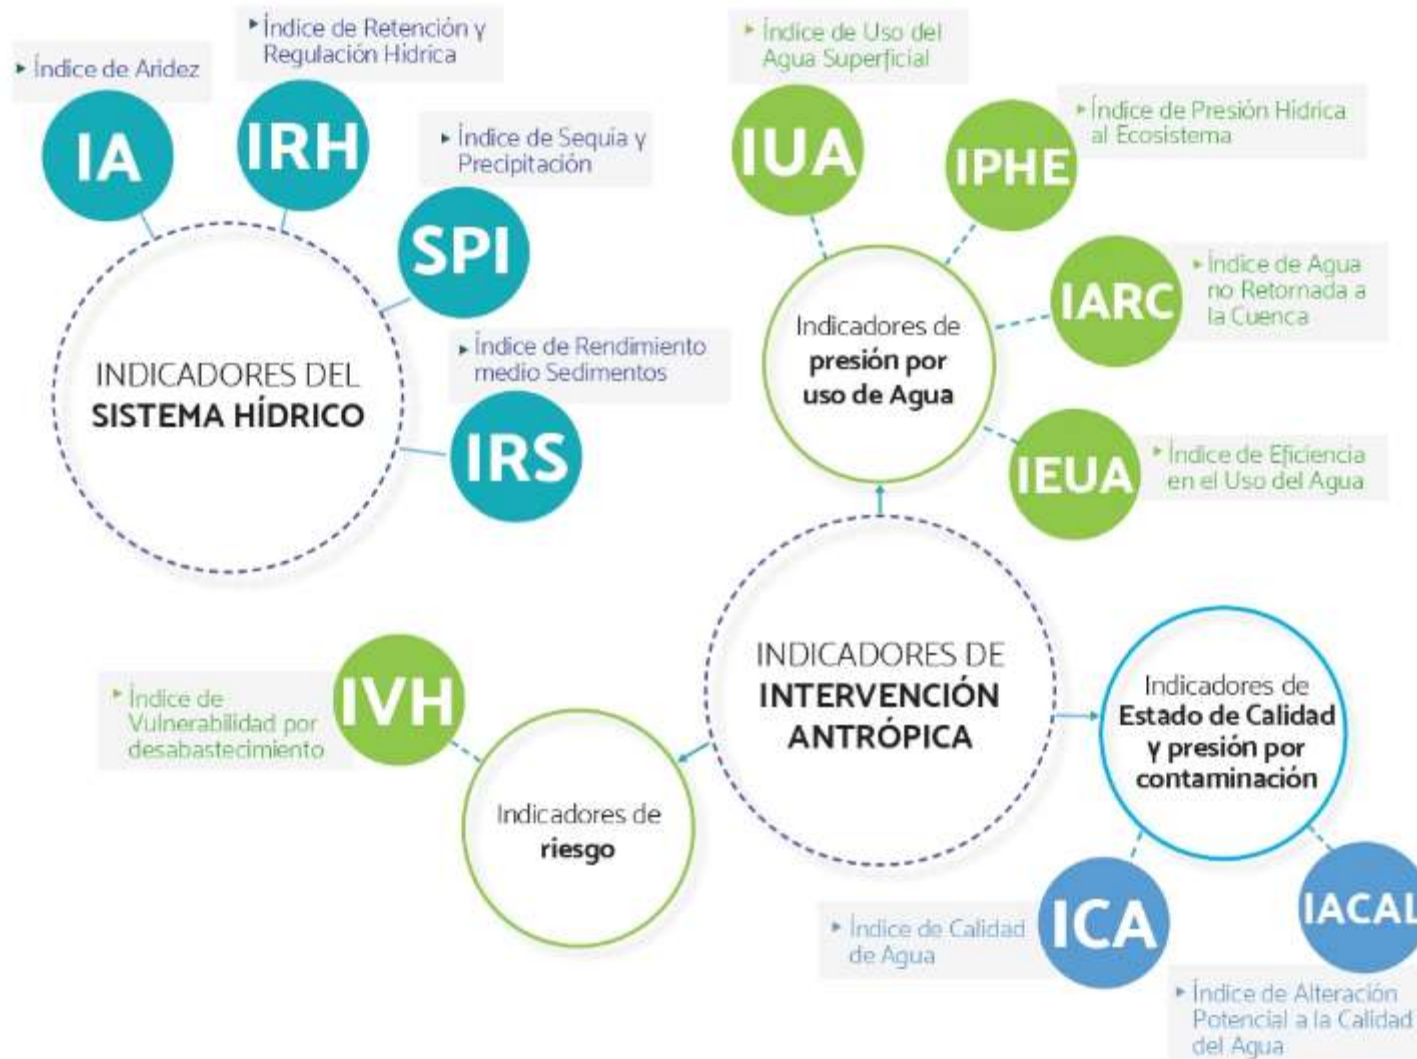 Índice de Aridez
IA
Índice de Retención y
Regulación Hídrica
IRH
Índice de Sequía y
Precipitación
SPI
Índice de Rendimiento
medio Sedimentos
IRS
INDICADORES DEL
SISTEMA HÍDRICO
Índice de Uso del
Agua Superficial
IUA
Índice de Presión Hídrica
al Ecosistema
IPHE
Índice de Agua
no Retornada a
la Cuenca
IARC
Índice de Eficiencia
en el Uso del Agua
IEUA
Indicadores de
presión por
uso de Agua
INDICADORES DE
INTERVENCIÓN
ANTRÓPICA
Índice de
Vulnerabilidad por
desabastecimiento
IVH
Indicadores de
riesgo
Indicadores de
Estado de Calidad
y presión por
contaminación
Índice de Calidad
de Agua
ICA
IACAL
Índice de Alteración
Potencial a la Calidad
del Agua